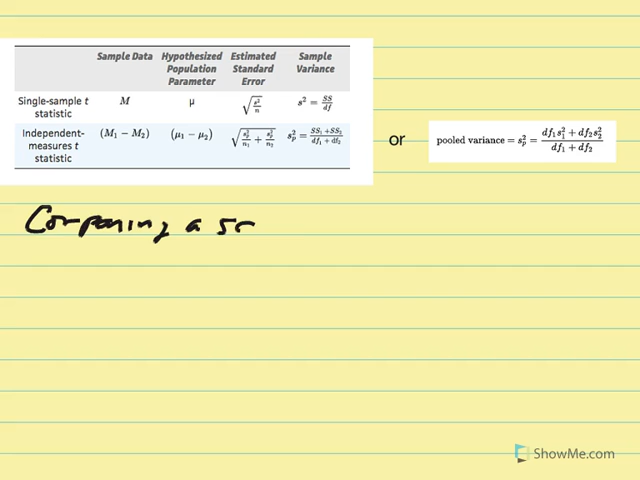 Sample Data Hypothesized Population Parameter Estimated Standard Error Sample Variance
Single-sample t statistic M μ √(s²/n) s² = SS/df
Independent-measures t statistic (M₁ − M₂) (μ₁ − μ₂) √(s²ₚ/n₁ + s²ₚ/n₂) s²ₚ = (SS₁ + SS₂)/(df₁ + df₂)
or
pooled variance = s²ₚ = (df₁s²₁ + df₂s²₂)/(df₁ + df₂)
Comparing a
ShowMe.com